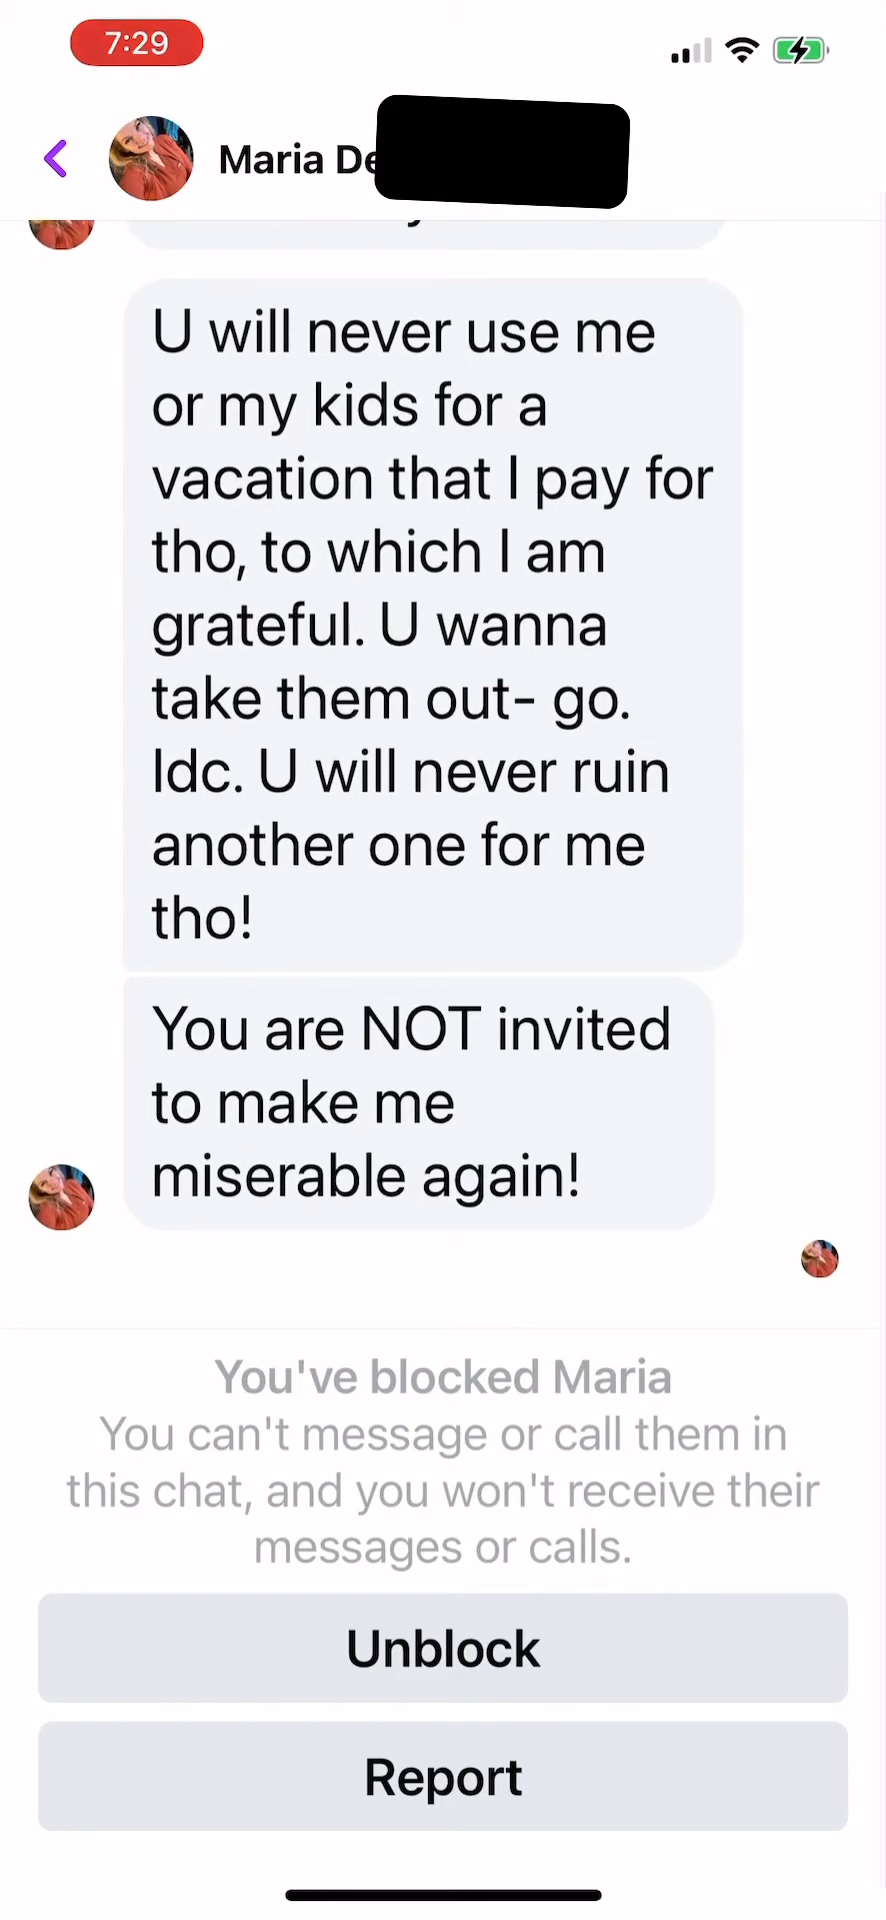 7:29
Maria De
U will never use me
or my kids for a
vacation that I pay for
tho, to which I am
grateful. U wanna
take them out- go.
Idc. U will never ruin
another one for me
tho!
You are NOT invited
to make me
miserable again!
You've blocked Maria
You can't message or call them in
this chat, and you won't receive their
messages or calls.
Unblock
Report